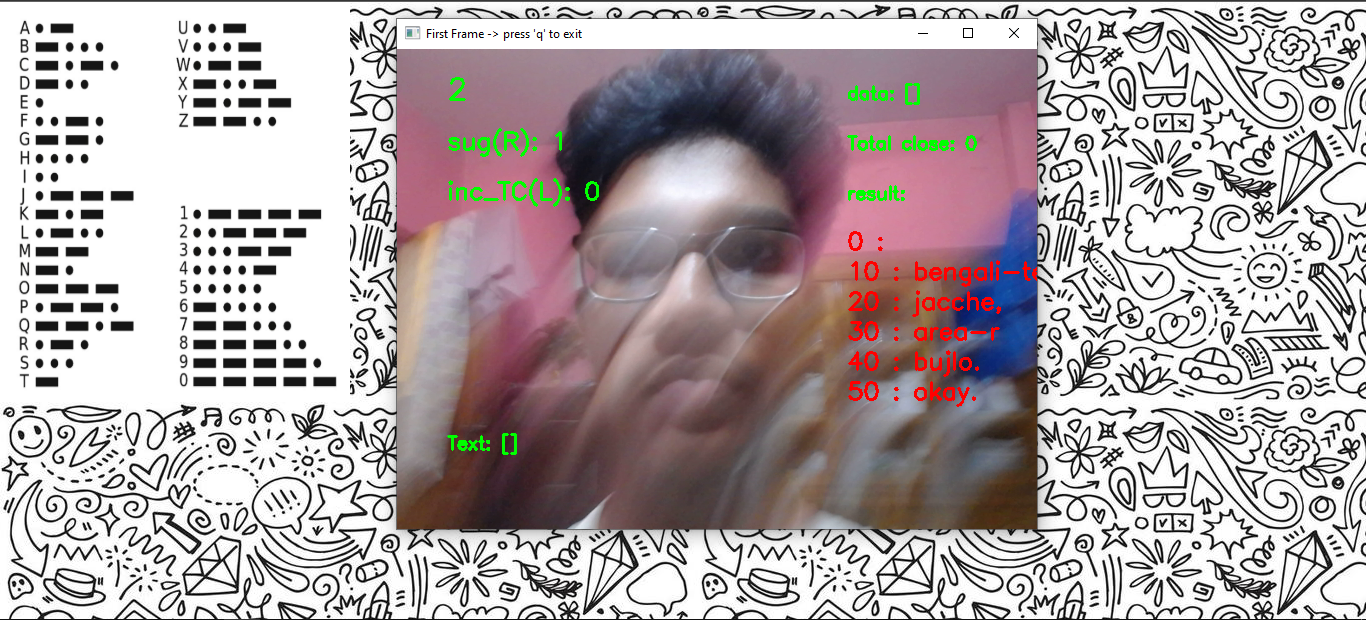 A
B
C
D
E
F
G
H
I
J
K
L
M
N
O
P
Q
R
S
T
U
V
W
X
Y
Z
1
2
3
4
5
6
7
8
9
0
First Frame -> press 'q' to exit
2
sug(R): 1
inc_TC(L): 0
Text: []
data: []
Total close: 0
result:
0 :
10 : bengali-t
20 : jacche,
30 : area-r
40 : bujlo.
50 : okay.